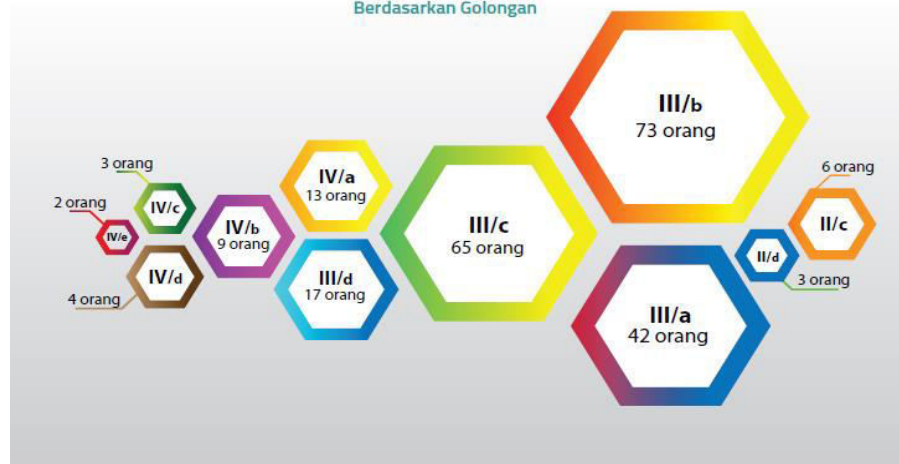 Berdasarkan Golongan
III/b
73 orang
3 orang
IV/a
13 orang
6 orang
2 orang
IV/c
IV/e
IV/b
9 orang
III/c
65 orang
II/c
II/d
IV/d
III/d
17 orang
4 orang
3 orang
III/a
42 orang